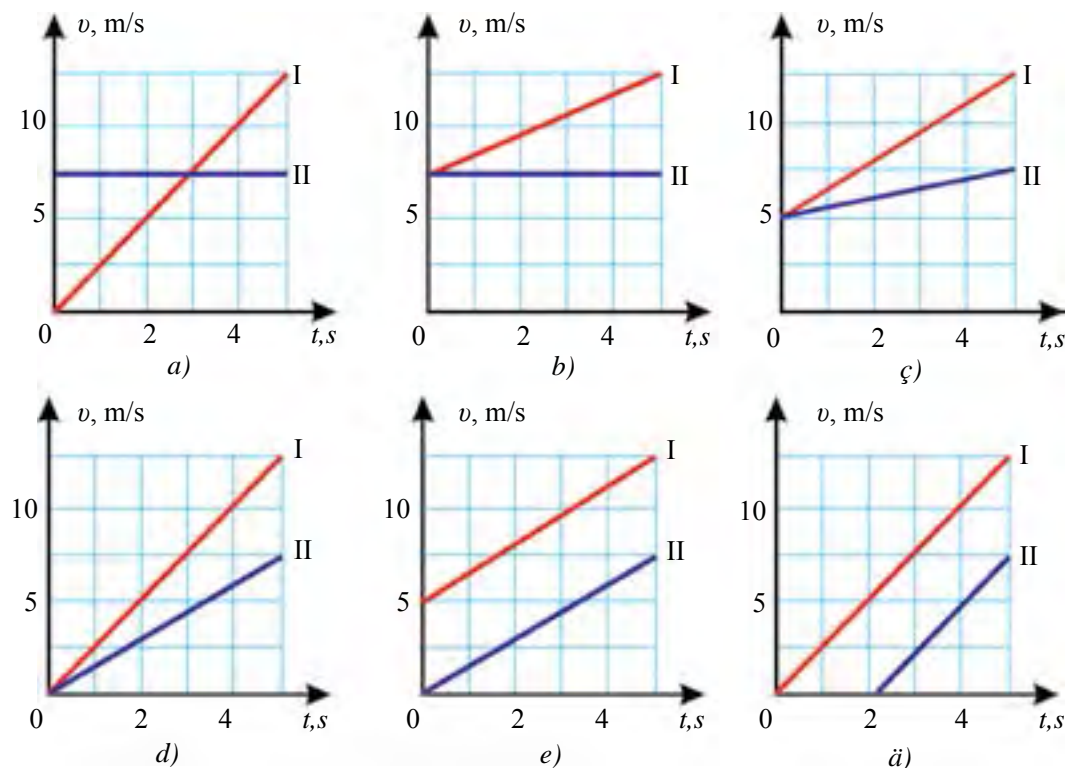 υ, m/s υ, m/s υ, m/s
I I I
10 10 10
II II II
5 5 5
0 2 4 t,s 0 2 4 t,s 0 2 4 t,s
a) b) ç)
υ, m/s υ, m/s υ, m/s
I I I
10 10 10
II II II
5 5 5
0 2 4 t,s 0 2 4 t,s 0 2 4 t,s
d) e) ä)